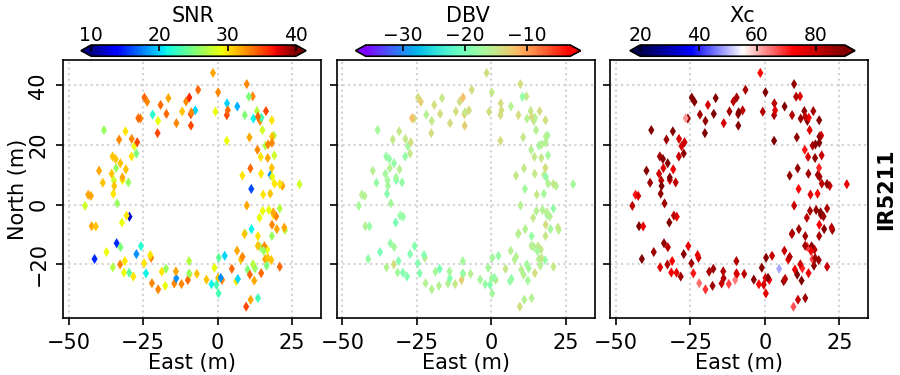 SNR DBV Xc
10 20 30 40 −30 −20 −10 20 40 60 80
40
20
0
−20
North (m)
IR5211
−50 −25 0 25 −50 −25 0 25 −50 −25 0 25
East (m) East (m) East (m)